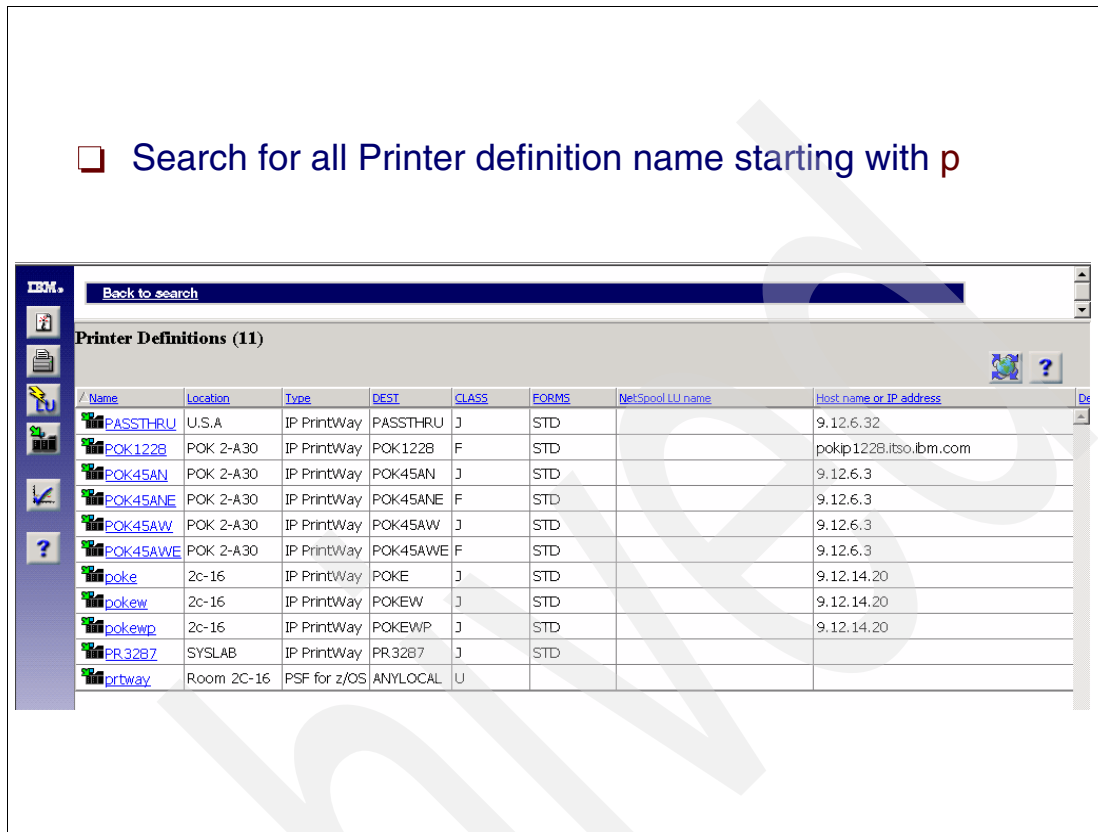 Search for all Printer definition name starting with p
IBM.
Back to search
Printer Definitions (11)
?
Name Location Type DEST CLASS FORMS NetSpool LU name Host name or IP address De
PASSTHRU U.S.A IP PrintWay PASSTHRU J STD 9.12.6.32
POK1228 POK 2-A30 IP PrintWay POK1228 F STD pokip1228.itso.ibm.com
POK45AN POK 2-A30 IP PrintWay POK45AN J STD 9.12.6.3
POK45ANE POK 2-A30 IP PrintWay POK45ANE F STD 9.12.6.3
POK45AW POK 2-A30 IP PrintWay POK45AW J STD 9.12.6.3
POK45AWE POK 2-A30 IP PrintWay POK45AWE F STD 9.12.6.3
poke 2c-16 IP PrintWay POKE J STD 9.12.14.20
pokew 2c-16 IP PrintWay POKEW J STD 9.12.14.20
pokewp 2c-16 IP PrintWay POKEWP J STD 9.12.14.20
PR3287 SYSLAB IP PrintWay PR3287 J STD
prtway Room 2C-16 PSF for z/OS ANYLOCAL U
LU
?
hived